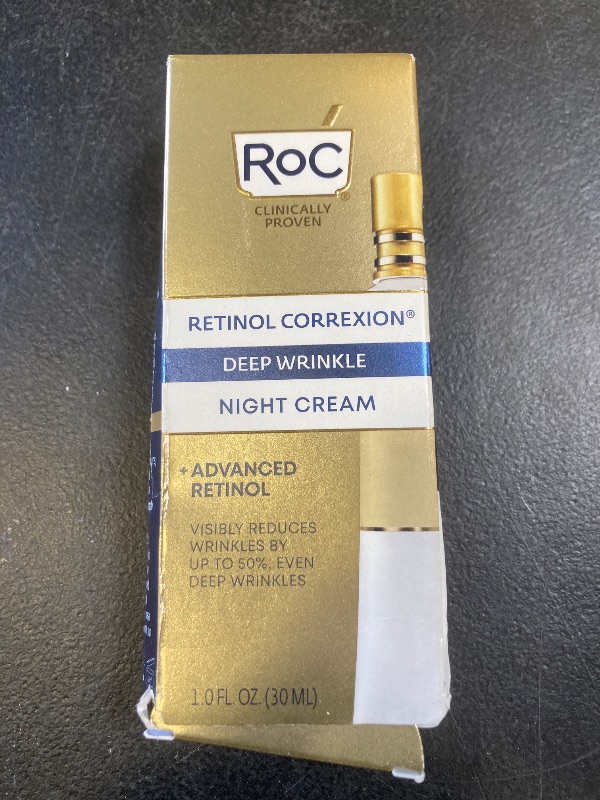 RoC®
CLINICALLY
PROVEN
RETINOL CORREXION®
DEEP WRINKLE
NIGHT CREAM
+ADVANCED
RETINOL
VISIBLY REDUCES
WRINKLES BY
UP TO 50%, EVEN
DEEP WRINKLES
1.0 FL. OZ. (30 ML)